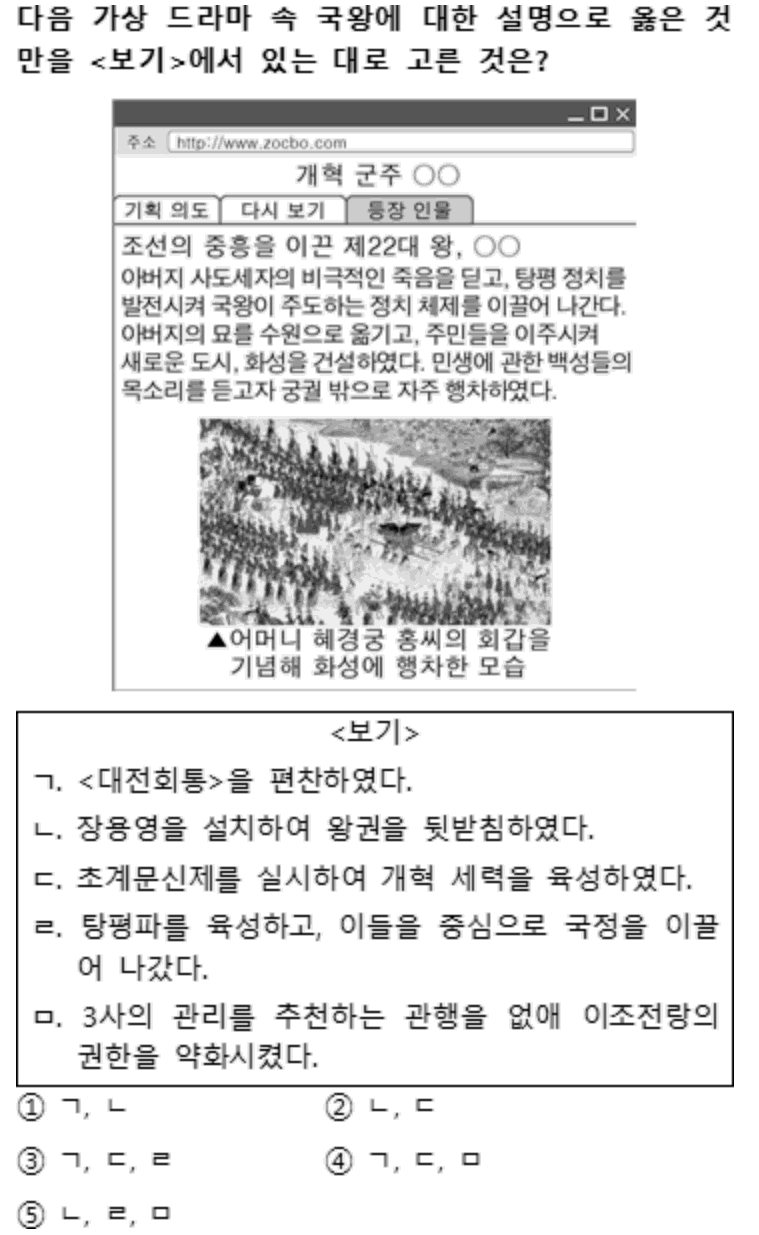 다음 가상 드라마 속 국왕에 대한 설명으로 옳은 것
만을 <보기>에서 있는 대로 고른 것은?
주소 http://www.zocbo.com
개혁 군주 ○○
기획 의도 다시 보기 등장 인물
조선의 중흥을 이끈 제22대 왕, ○○
아버지 사도세자의 비극적인 죽음을 딛고, 탕평 정치를
발전시켜 국왕이 주도하는 정치 체제를 이끌어 나간다.
아버지의 묘를 수원으로 옮기고, 주민들을 이주시켜
새로운 도시, 화성을 건설하였다. 민생에 관한 백성들의
목소리를 듣고자 궁궐 밖으로 자주 행차하였다.
▲어머니 혜경궁 홍씨의 회갑을
기념해 화성에 행차한 모습
<보기>
ㄱ. <대전회통>을 편찬하였다.
ㄴ. 장용영을 설치하여 왕권을 뒷받침하였다.
ㄷ. 초계문신제를 실시하여 개혁 세력을 육성하였다.
ㄹ. 탕평파를 육성하고, 이들을 중심으로 국정을 이끌
어 나갔다.
ㅁ. 3사의 관리를 추천하는 관행을 없애 이조전랑의
권한을 약화시켰다.
① ㄱ, ㄴ ② ㄴ, ㄷ
③ ㄱ, ㄷ, ㄹ ④ ㄱ, ㄷ, ㅁ
⑤ ㄴ, ㄹ, ㅁ